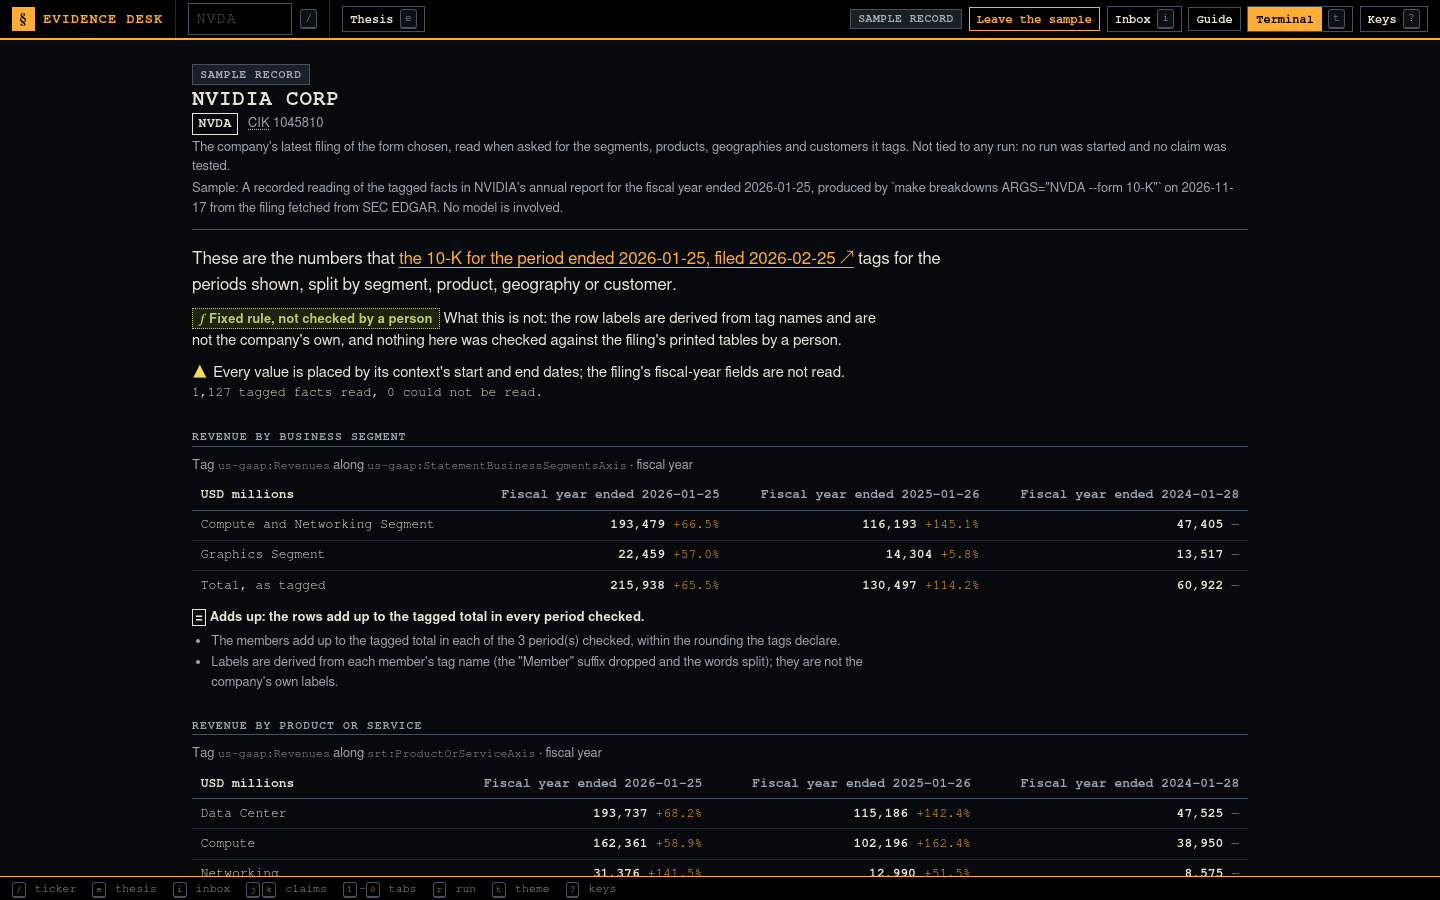 § EVIDENCE DESK NVDA / Thesis e SAMPLE RECORD Leave the sample Inbox i Guide Terminal t Keys ?
SAMPLE RECORD
NVIDIA CORP
NVDA CIK 1045810
The company's latest filing of the form chosen, read when asked for the segments, products, geographies and customers it tags. Not tied to any run: no run was started and no claim was
tested.
Sample: A recorded reading of the tagged facts in NVIDIA's annual report for the fiscal year ended 2026-01-25, produced by `make breakdowns ARGS="NVDA --form 10-K"` on 2026-11-
17 from the filing fetched from SEC EDGAR. No model is involved.
These are the numbers that the 10-K for the period ended 2026-01-25, filed 2026-02-25 ↗ tags for the
periods shown, split by segment, product, geography or customer.
ƒ Fixed rule, not checked by a person What this is not: the row labels are derived from tag names and are
not the company's own, and nothing here was checked against the filing's printed tables by a person.
▲ Every value is placed by its context's start and end dates; the filing's fiscal-year fields are not read.
1,127 tagged facts read, 0 could not be read.
REVENUE BY BUSINESS SEGMENT
Tag us-gaap:Revenues along us-gaap:StatementBusinessSegmentsAxis · fiscal year
USD millions Fiscal year ended 2026-01-25 Fiscal year ended 2025-01-26 Fiscal year ended 2024-01-28
Compute and Networking Segment 193,479 +66.5% 116,193 +145.1% 47,405 —
Graphics Segment 22,459 +57.0% 14,304 +5.8% 13,517 —
Total, as tagged 215,938 +65.5% 130,497 +114.2% 60,922 —
= Adds up: the rows add up to the tagged total in every period checked.
• The members add up to the tagged total in each of the 3 period(s) checked, within the rounding the tags declare.
• Labels are derived from each member's tag name (the "Member" suffix dropped and the words split); they are not the
company's own labels.
REVENUE BY PRODUCT OR SERVICE
Tag us-gaap:Revenues along srt:ProductOrServiceAxis · fiscal year
USD millions Fiscal year ended 2026-01-25 Fiscal year ended 2025-01-26 Fiscal year ended 2024-01-28
Data Center 193,737 +68.2% 115,186 +142.4% 47,525 —
Compute 162,361 +58.9% 102,196 +162.4% 38,950 —
Networking 31,376 +141.5% 12,990 +51.5% 8,575 —
/ ticker e thesis i inbox j k claims 1-9 tabs r run t theme ? keys